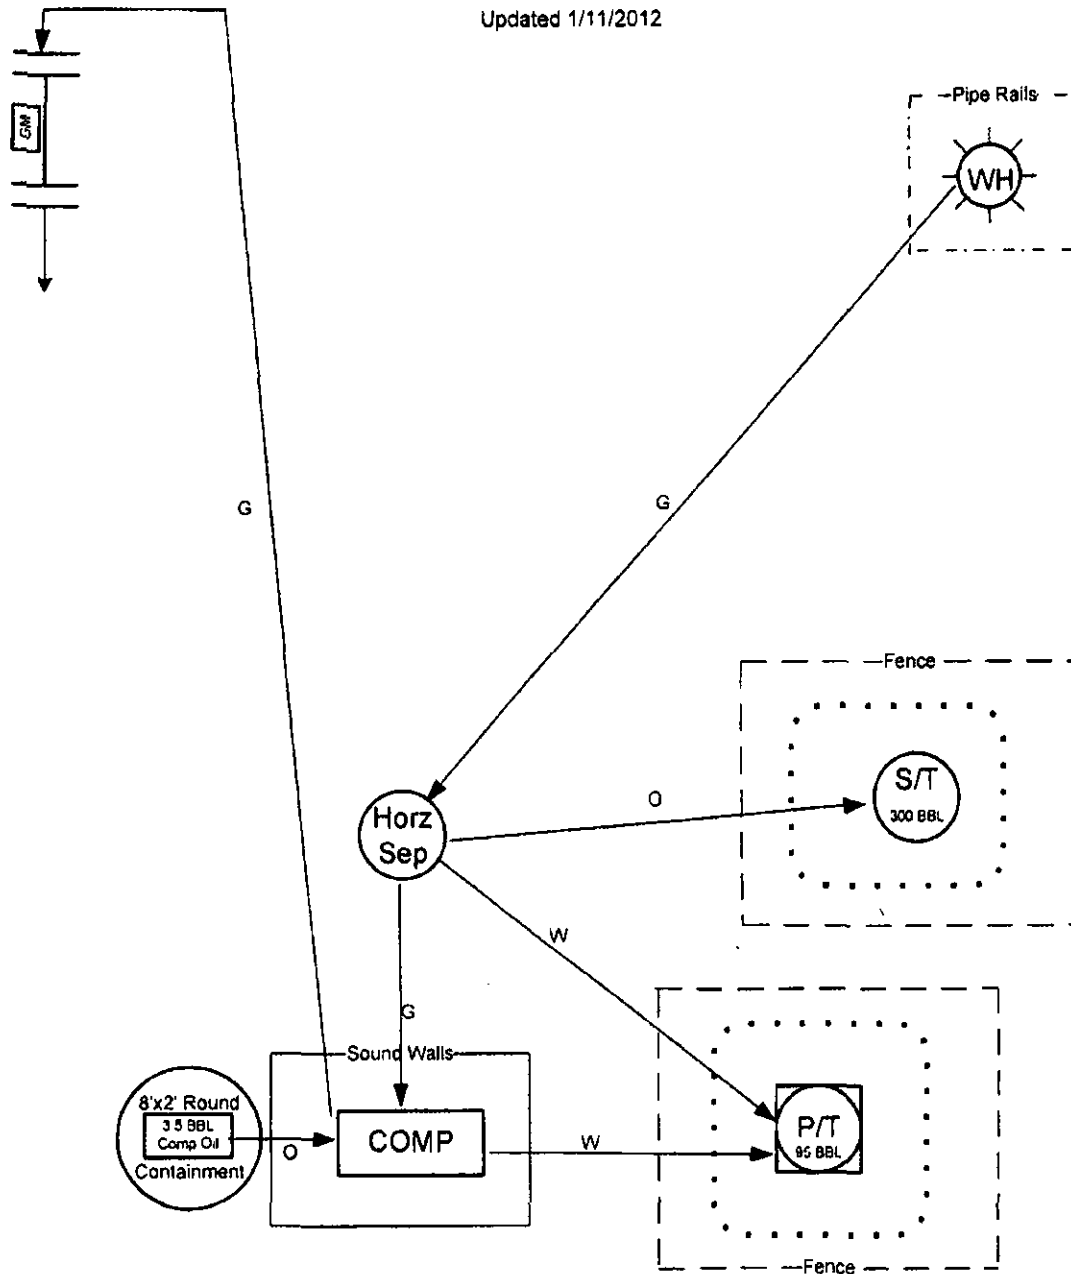 Updated 1/11/2012
GM
Pipe Rails
WH
G
G
Fence
S/T
300 BBL
O
Horz
Sep
W
G
Sound Walls
8'x2' Round
3.5 BBL
Comp Oil
Containment
O
COMP
W
P/T
95 BBL
Fence